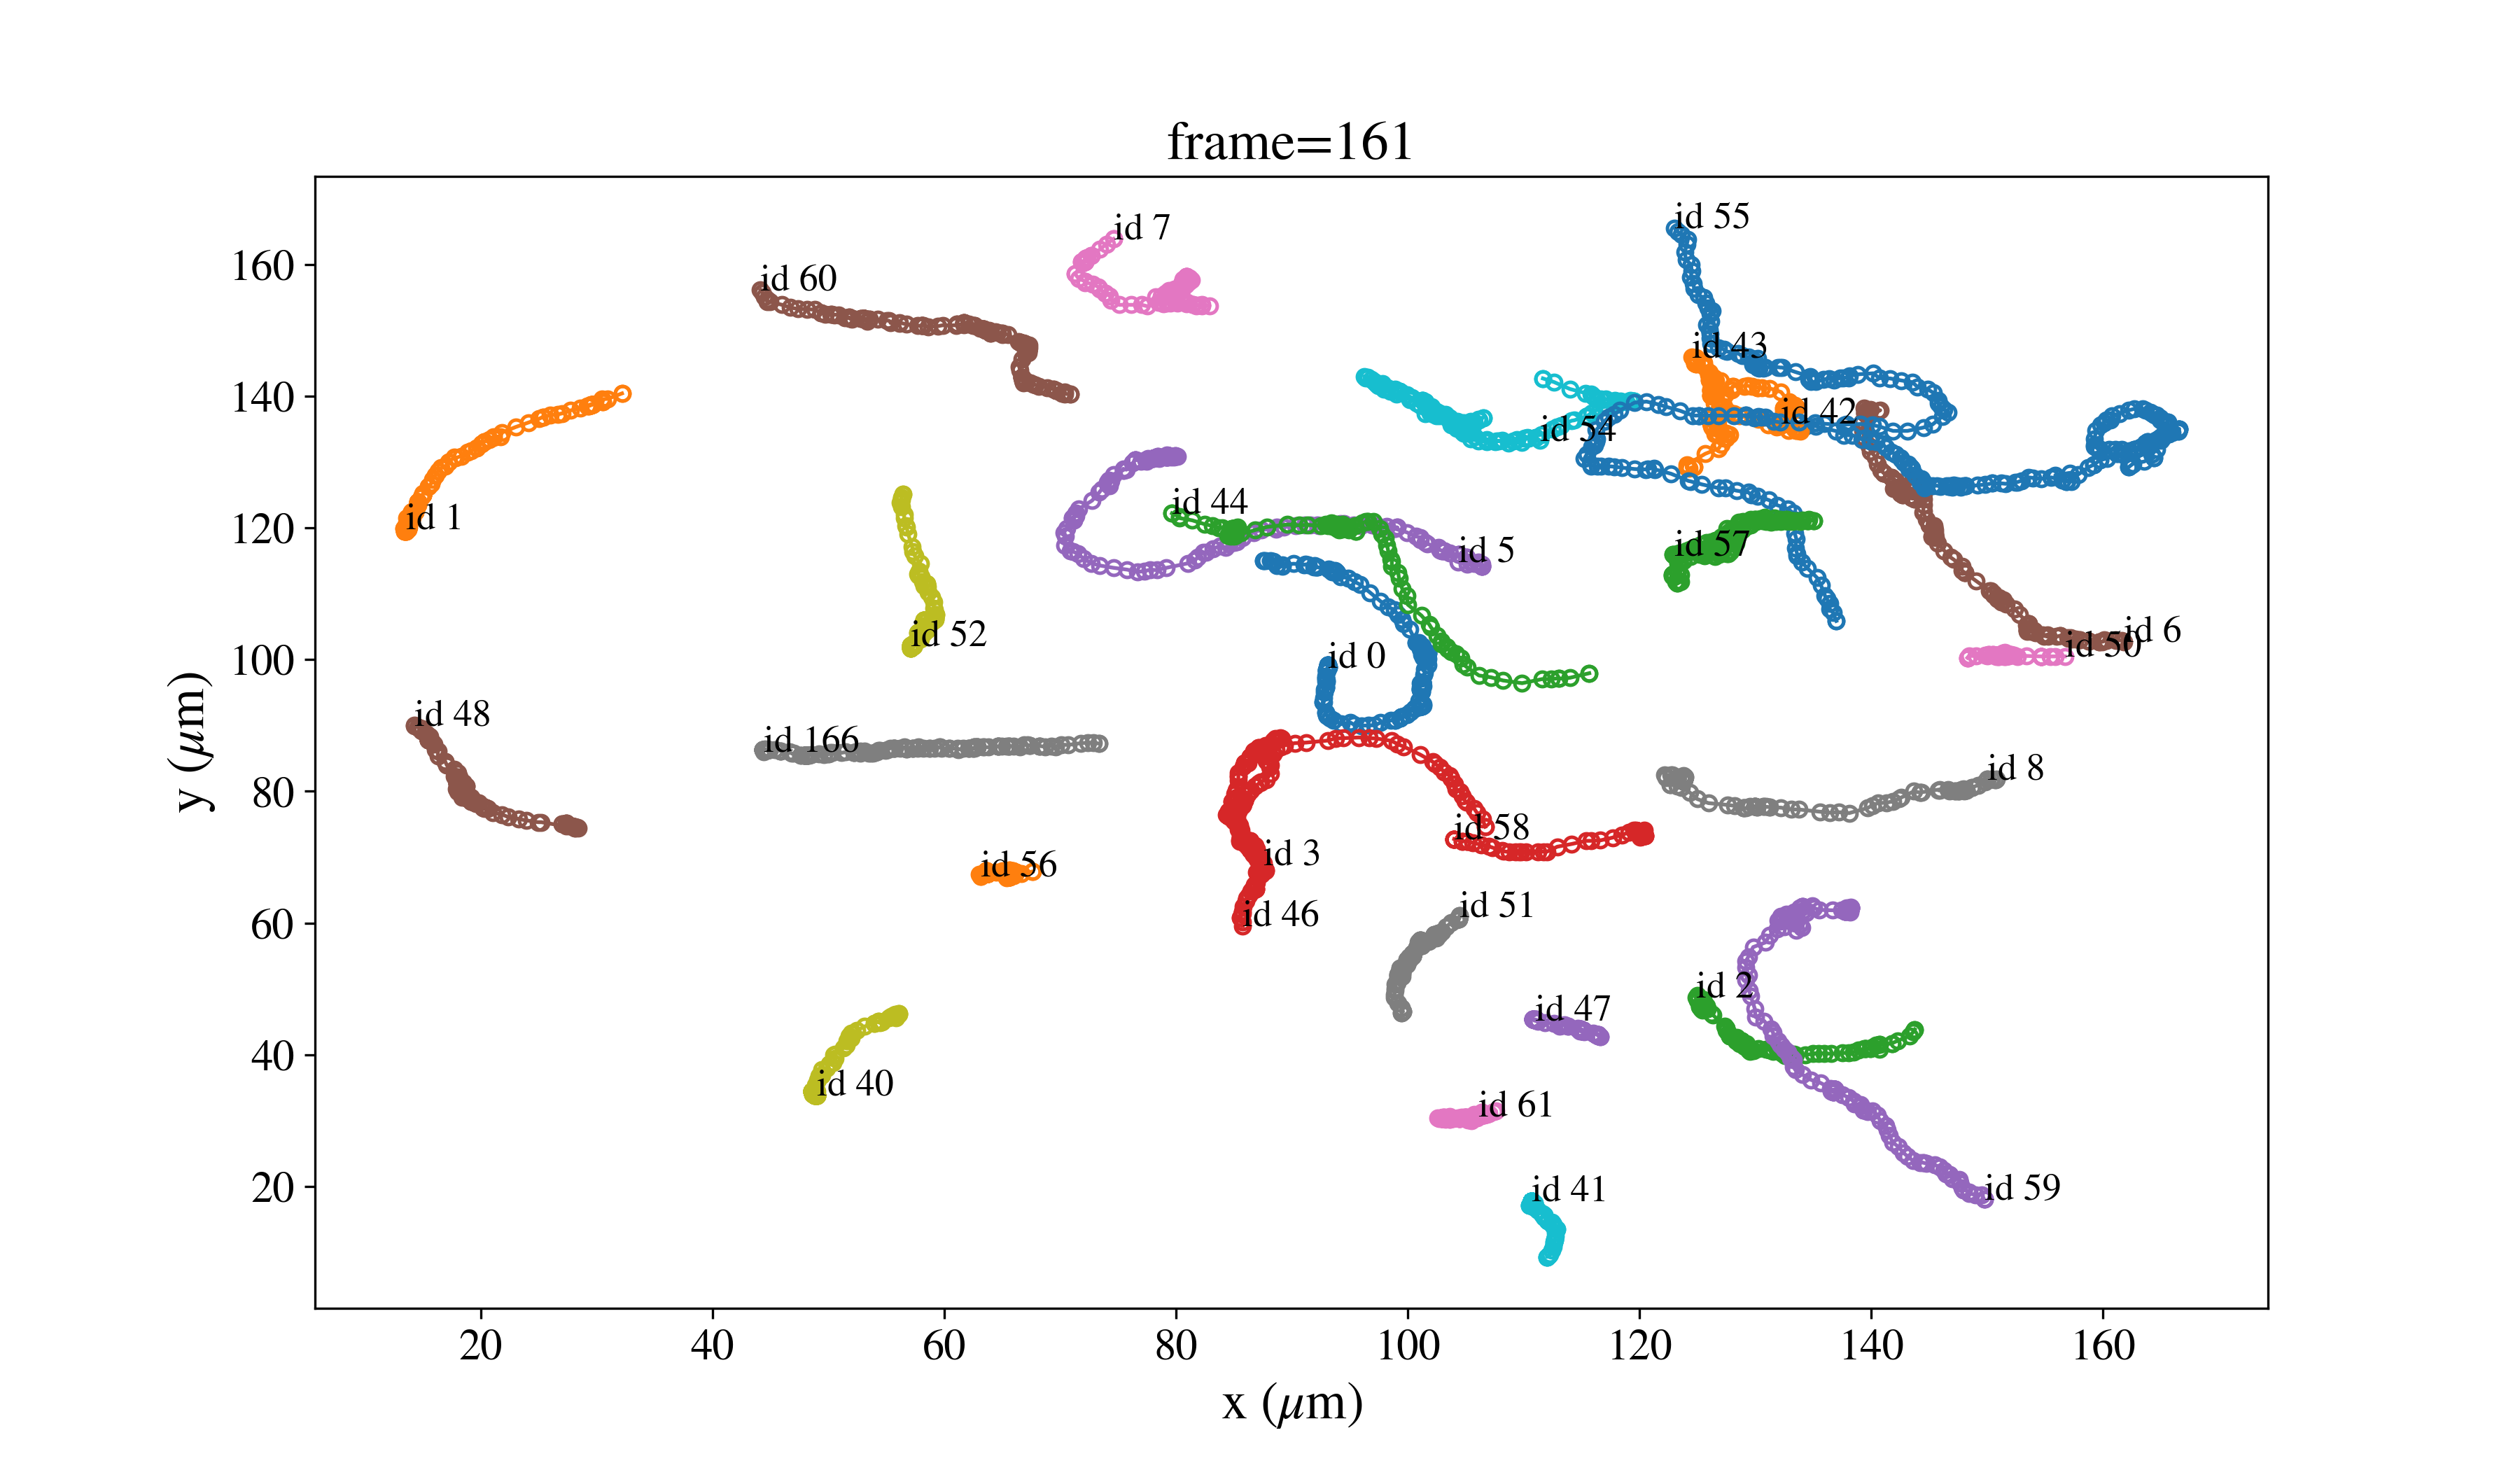 frame=161
id 55
id 7
id 60
160
id 43
140
id 42
id 54
id 44
id 1
120
id 57
id 5
id 52
id 6
id 50
id 0
100
id 48
id 166
id 8
y (μm)
80
id 58
id 3
id 56
id 51
id 46
60
id 2
id 47
40
id 40
id 61
id 41
id 59
20
20 40 60 80 100 120 140 160
x (μm)